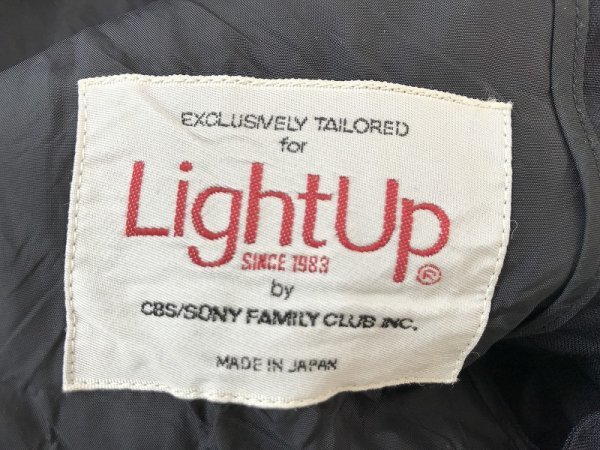 EXCLUSIVELY TAILORED
for
LightUp
SINCE 1983 ®
by
CBS/SONY FAMILY CLUB INC.
MADE IN JAPAN